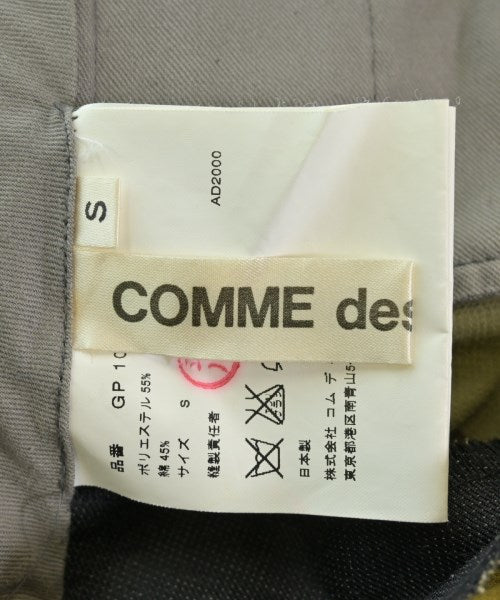 AD2000
S
COMME des
品番 GP 10
ポリエステル 55%
綿 45%
サイズ S
縫製責任者
日本製
株式会社 コム デ
東京都港区南青山5-